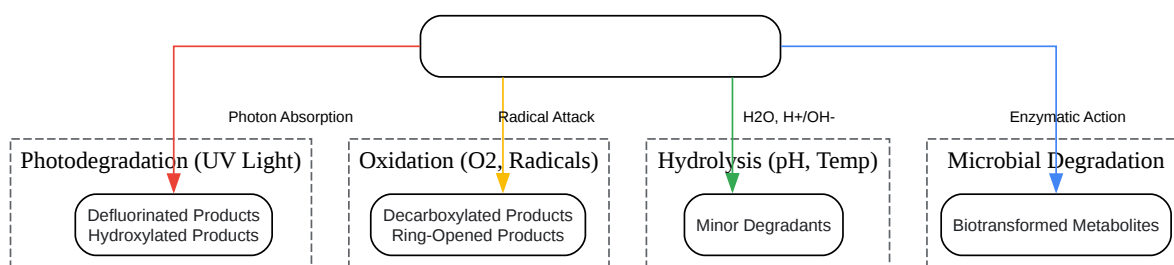 Photon Absorption
Radical Attack
H2O, H+/OH-
Enzymatic Action
Photodegradation (UV Light)
Oxidation (O2, Radicals)
Hydrolysis (pH, Temp)
Microbial Degradation
Defluorinated Products
Hydroxylated Products
Decarboxylated Products
Ring-Opened Products
Minor Degradants
Biotransformed Metabolites